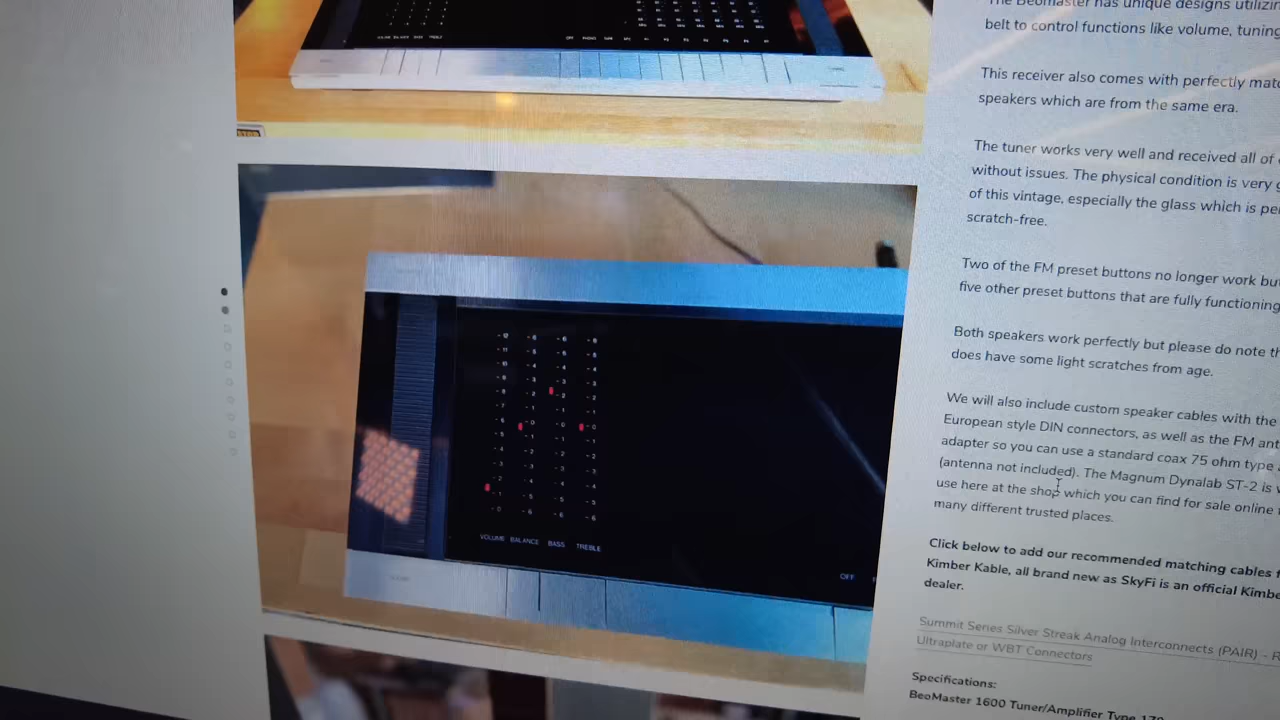 The Beomaster has unique designs utilizin
belt to control functions like volume, tuning
This receiver also comes with perfectly mat
speakers which are from the same era.
The tuner works very well and received all of
without issues. The physical condition is very g
of this vintage, especially the glass which is pe
scratch-free.
Two of the FM preset buttons no longer work bu
five other preset buttons that are fully functioning
Both speakers work perfectly but please do note th
does have some light scratches from age.
We will also include custom speaker cables with the
European style DIN connectors, as well as the FM ant
adapter so you can use a standard coax 75 ohm type
(antenna not included). The Magnum Dynalab ST-2 is v
use here at the shop which you can find for sale online
many different trusted places.
Click below to add our recommended matching cables f
Kimber Kable, all brand new as SkyFi is an official Kimbe
dealer.
Summit Series Silver Streak Analog Interconnects (PAIR) - R
Ultraplate or WBT Connectors
Specifications:
BeoMaster 1600 Tuner/Amplifier Type 170
VOLUME BALANCE BASS TREBLE
OFF